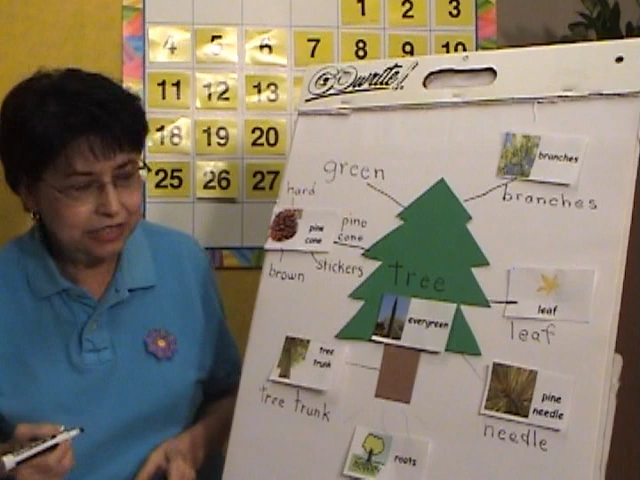 1 2 3
4 5 6 7 8 9 10
11 12 13
18 19 20
25 26 27
write!
green
branches
branches
hard
pine
cone
pine
cone
brown
stickers
tree
evergreen
leaf
leaf
tree
trunk
tree trunk
pine
needle
needle
roots